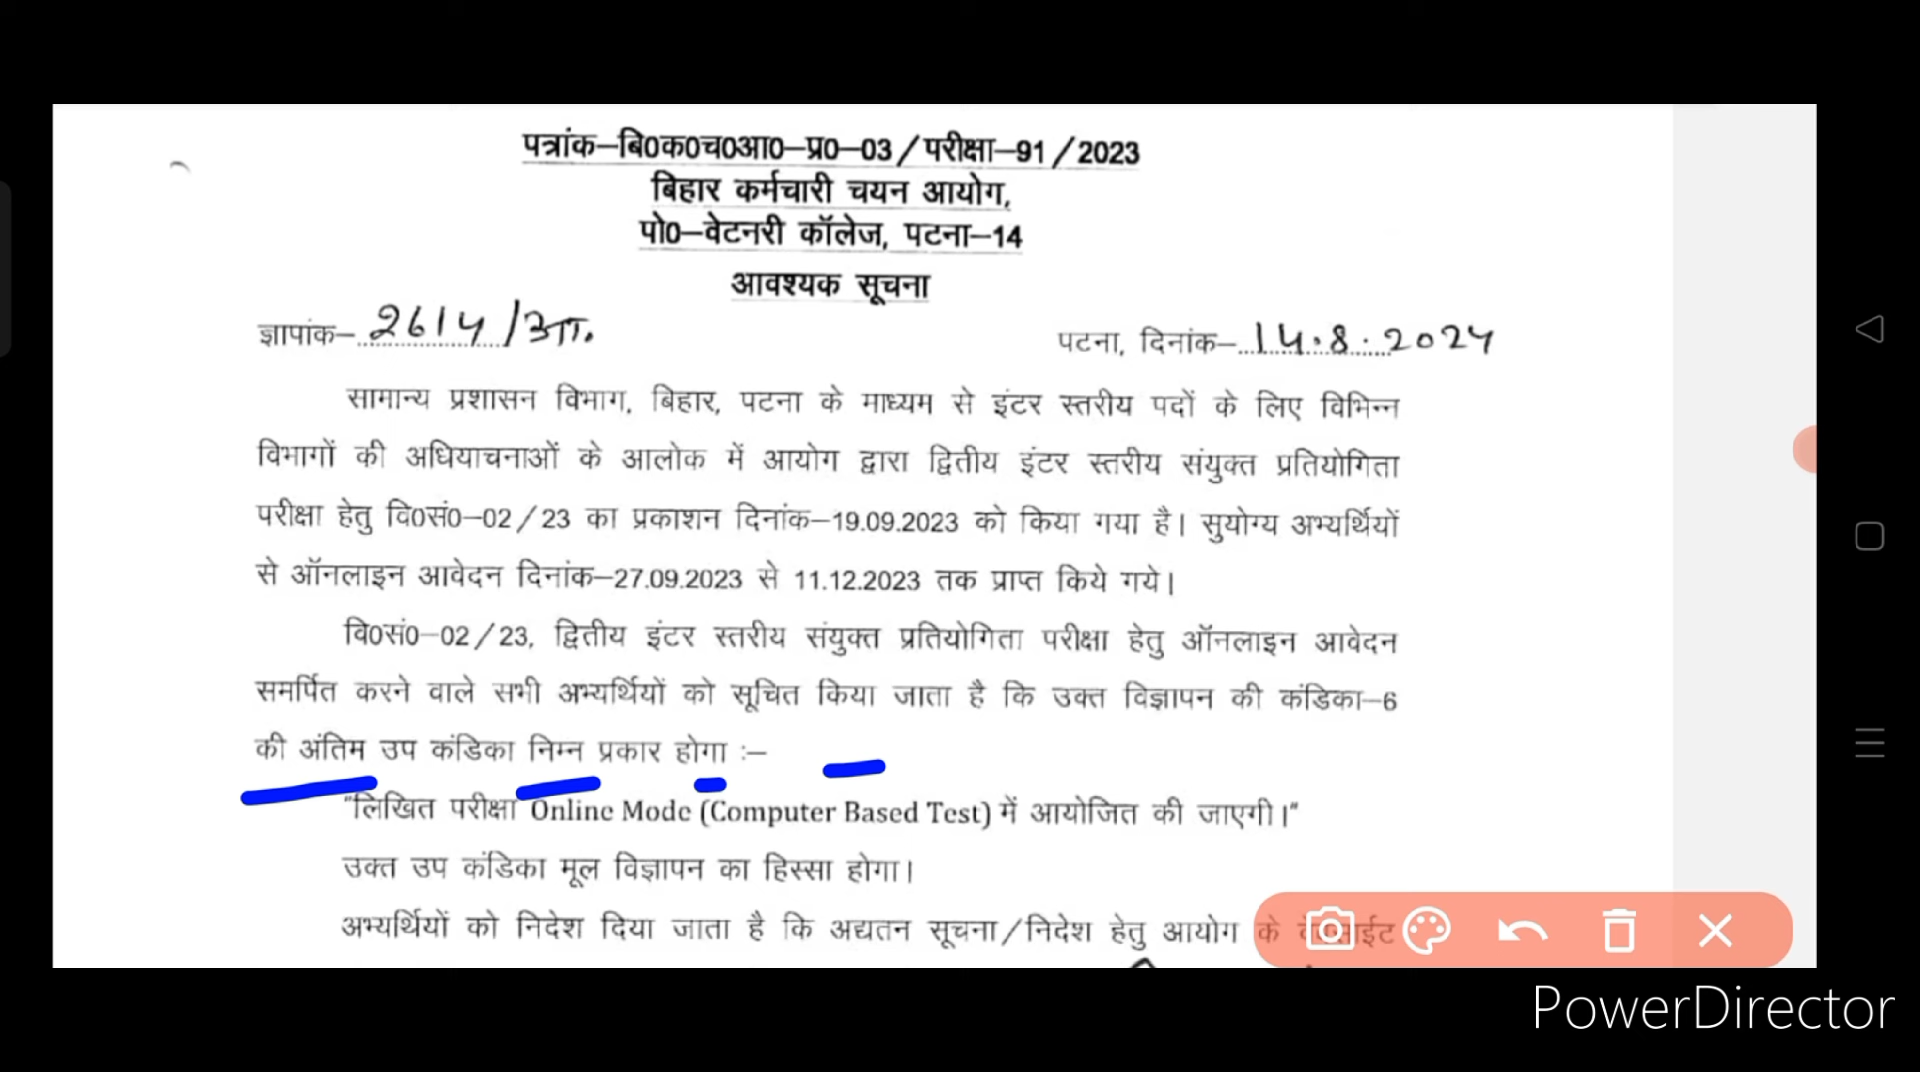 पत्रांक–बि0क0च0आ0–प्र0–03/परीक्षा–91/2023
बिहार कर्मचारी चयन आयोग,
पो0–वेटनरी कॉलेज, पटना–14
आवश्यक सूचना
ज्ञापांक– 2614/आ. पटना, दिनांक– 14.8.2024
सामान्य प्रशासन विभाग, बिहार, पटना के माध्यम से इंटर स्तरीय पदों के लिए विभिन्न
विभागों की अधियाचनाओं के आलोक में आयोग द्वारा द्वितीय इंटर स्तरीय संयुक्त प्रतियोगिता
परीक्षा हेतु वि0सं0–02/23 का प्रकाशन दिनांक–19.09.2023 को किया गया है। सुयोग्य अभ्यर्थियों
से ऑनलाइन आवेदन दिनांक–27.09.2023 से 11.12.2023 तक प्राप्त किये गये।
वि0सं0–02/23, द्वितीय इंटर स्तरीय संयुक्त प्रतियोगिता परीक्षा हेतु ऑनलाइन आवेदन
समर्पित करने वाले सभी अभ्यर्थियों को सूचित किया जाता है कि उक्त विज्ञापन की कंडिका–6
की अंतिम उप कंडिका निम्न प्रकार होगा :–
"लिखित परीक्षा Online Mode (Computer Based Test) में आयोजित की जाएगी।"
उक्त उप कंडिका मूल विज्ञापन का हिस्सा होगा।
अभ्यर्थियों को निदेश दिया जाता है कि अद्यतन सूचना/निदेश हेतु आयोग के
PowerDirector